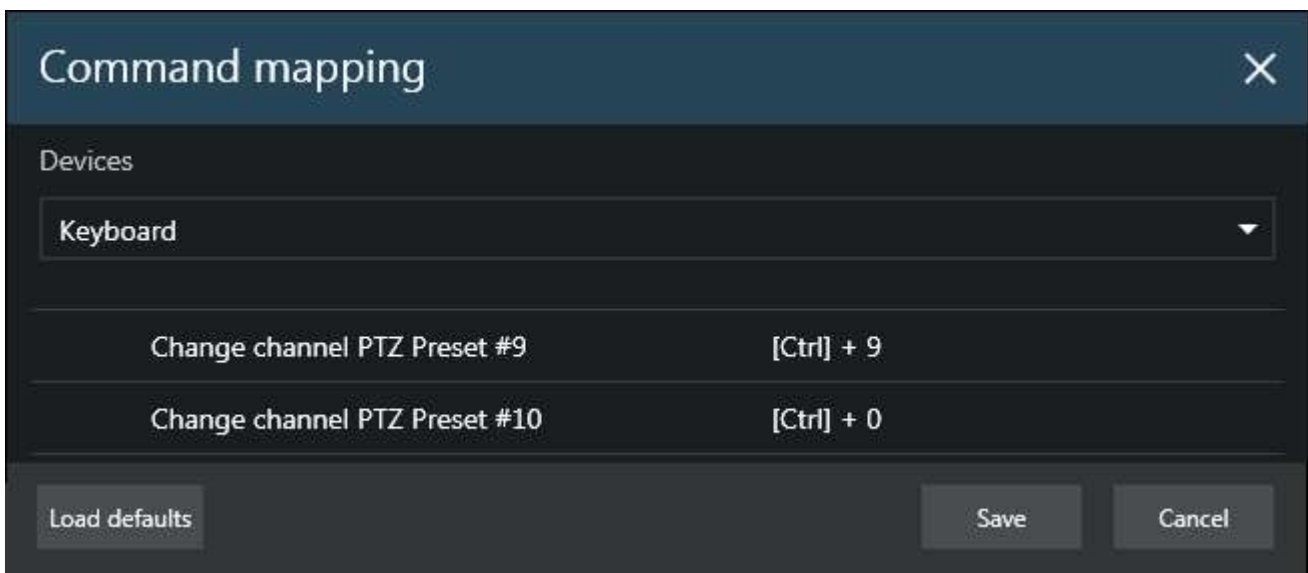 Command mapping
Devices
Keyboard
Change channel PTZ Preset #9 [Ctrl] + 9
Change channel PTZ Preset #10 [Ctrl] + 0
Load defaults Save Cancel